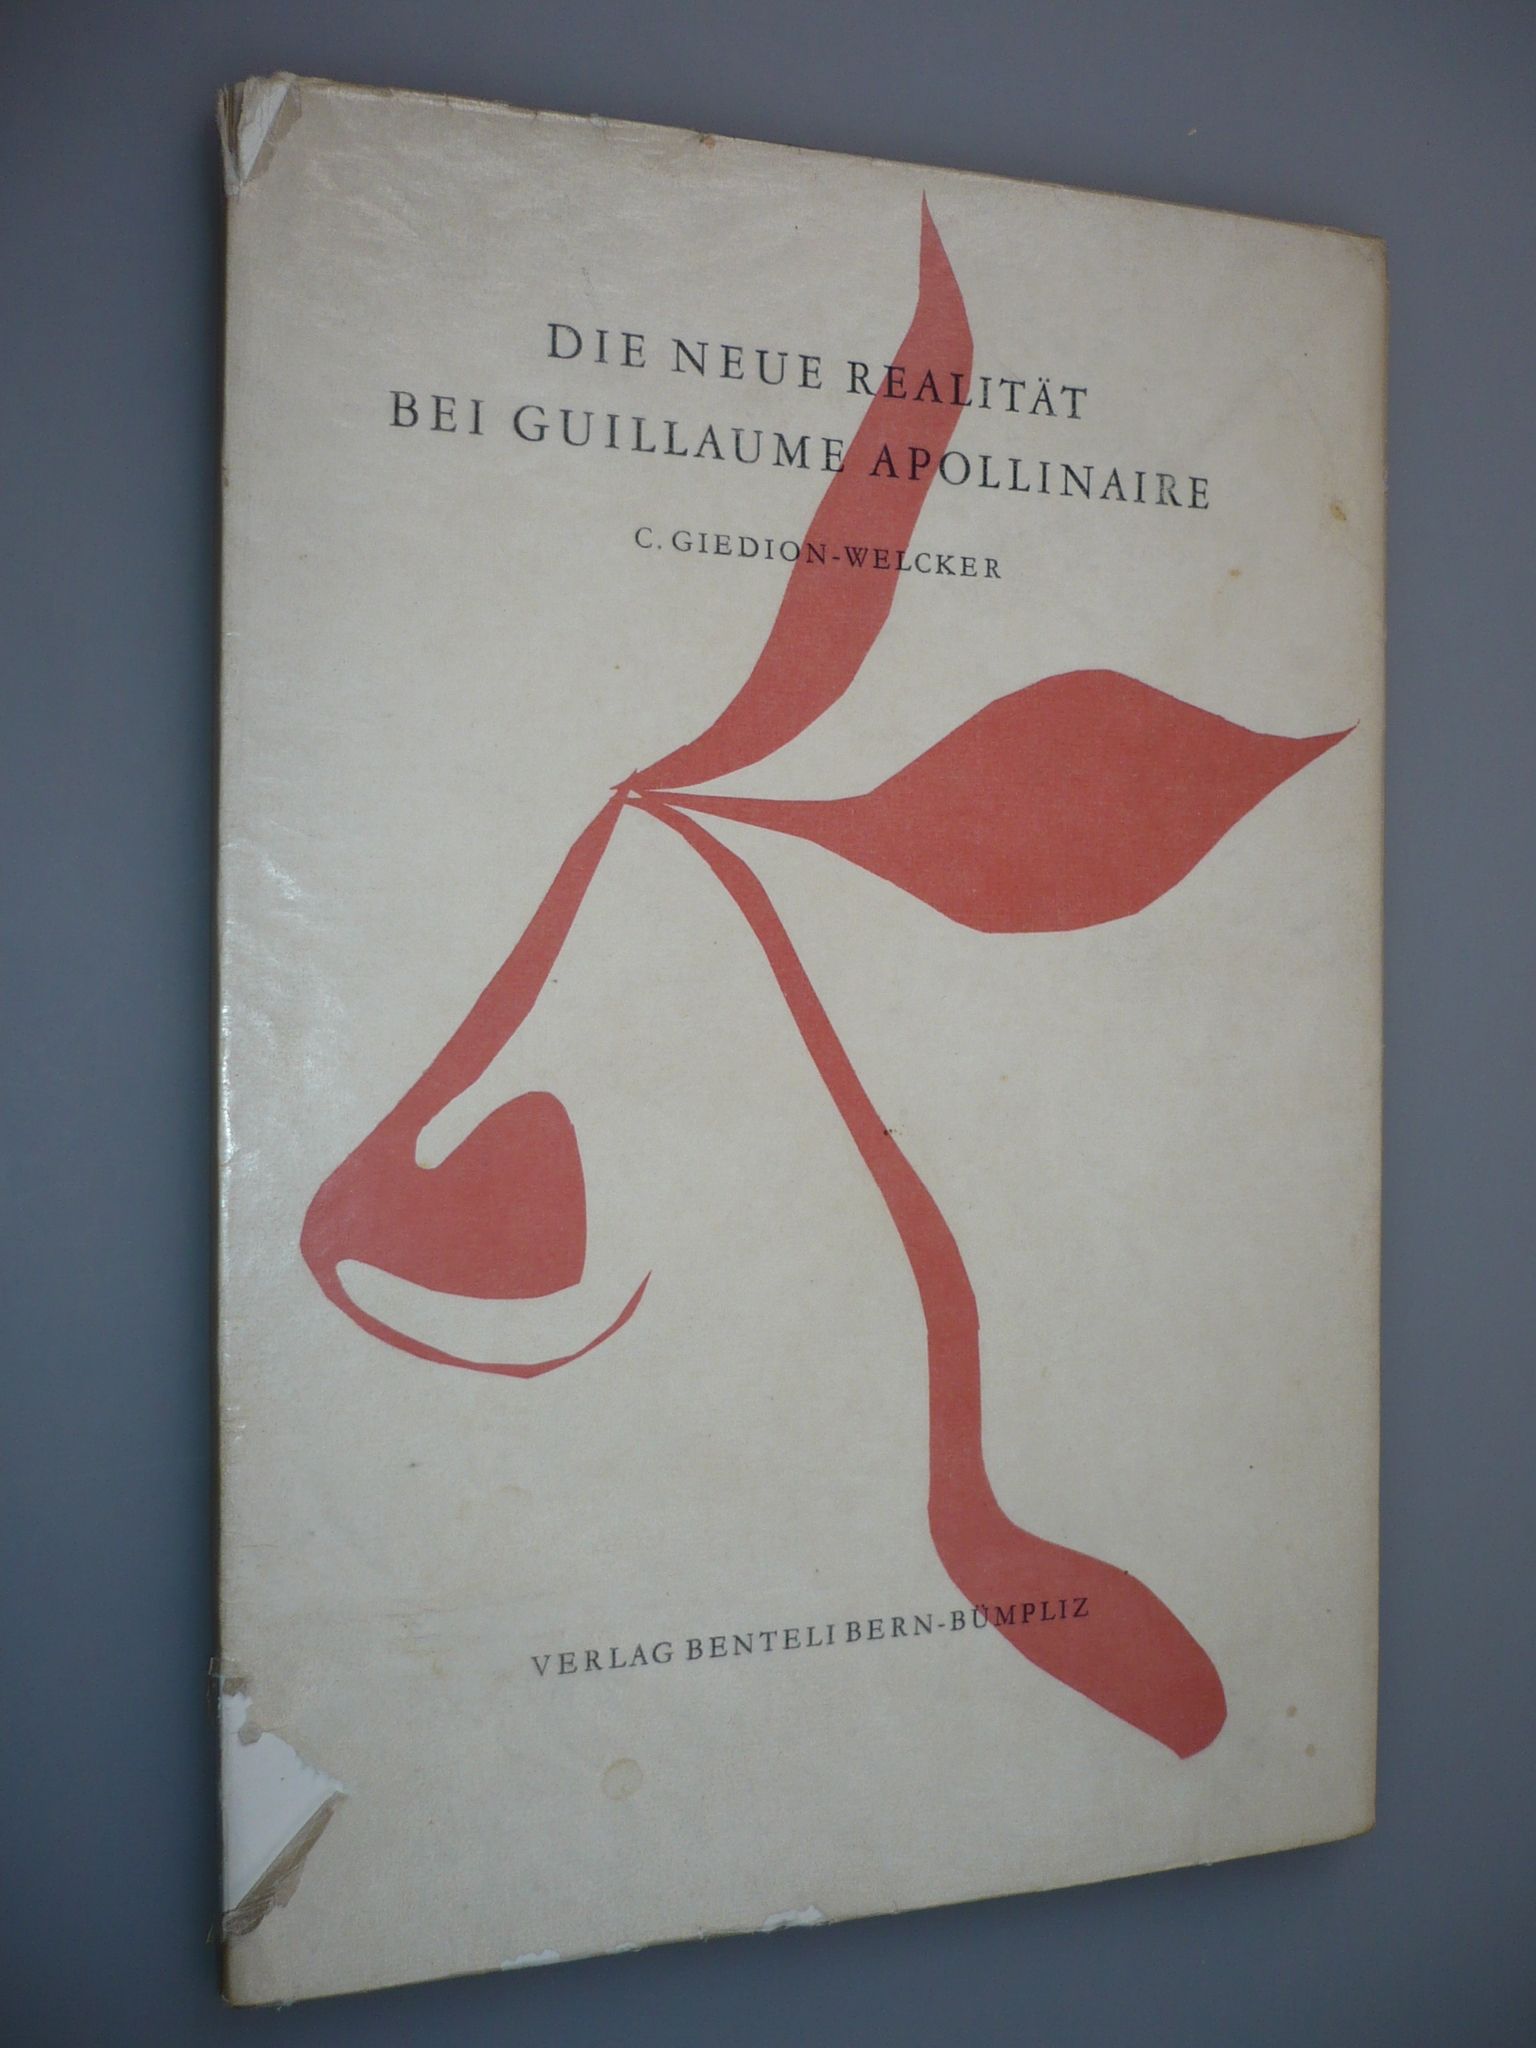 DIE NEUE REALITÄT
BEI GUILLAUME APOLLINAIRE
C. GIEDION-WELCKER
VERLAG BENTELI BERN-BÜMPLIZ